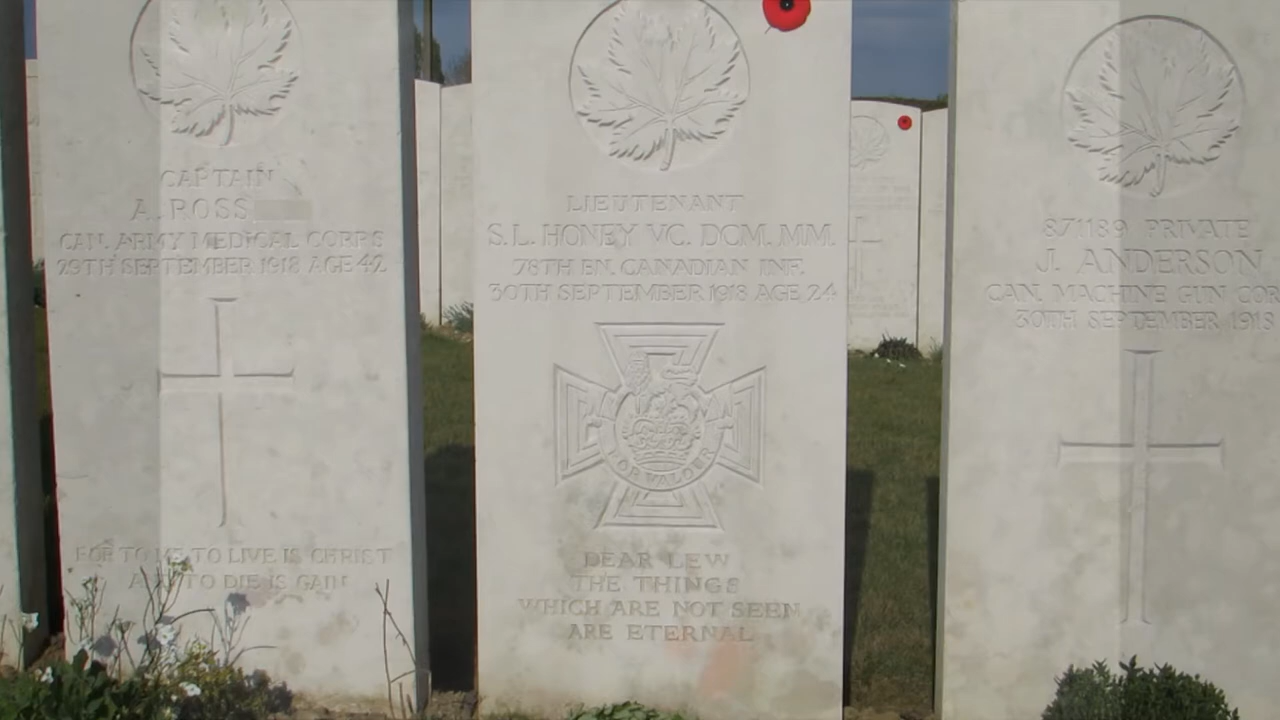 CAPTAIN
A. ROSS
CAN. ARMY MEDICAL CORPS
29TH SEPTEMBER 1918 AGE 42
FOR TO ME TO LIVE IS CHRIST
AND TO DIE IS GAIN
LIEUTENANT
S.L. HONEY VC. DCM. MM.
78TH BN. CANADIAN INF.
30TH SEPTEMBER 1918 AGE 24
FOR VALOUR
DEAR LEW
THE THINGS
WHICH ARE NOT SEEN
ARE ETERNAL
871189 PRIVATE
J. ANDERSON
CAN. MACHINE GUN COR
30TH SEPTEMBER 1918